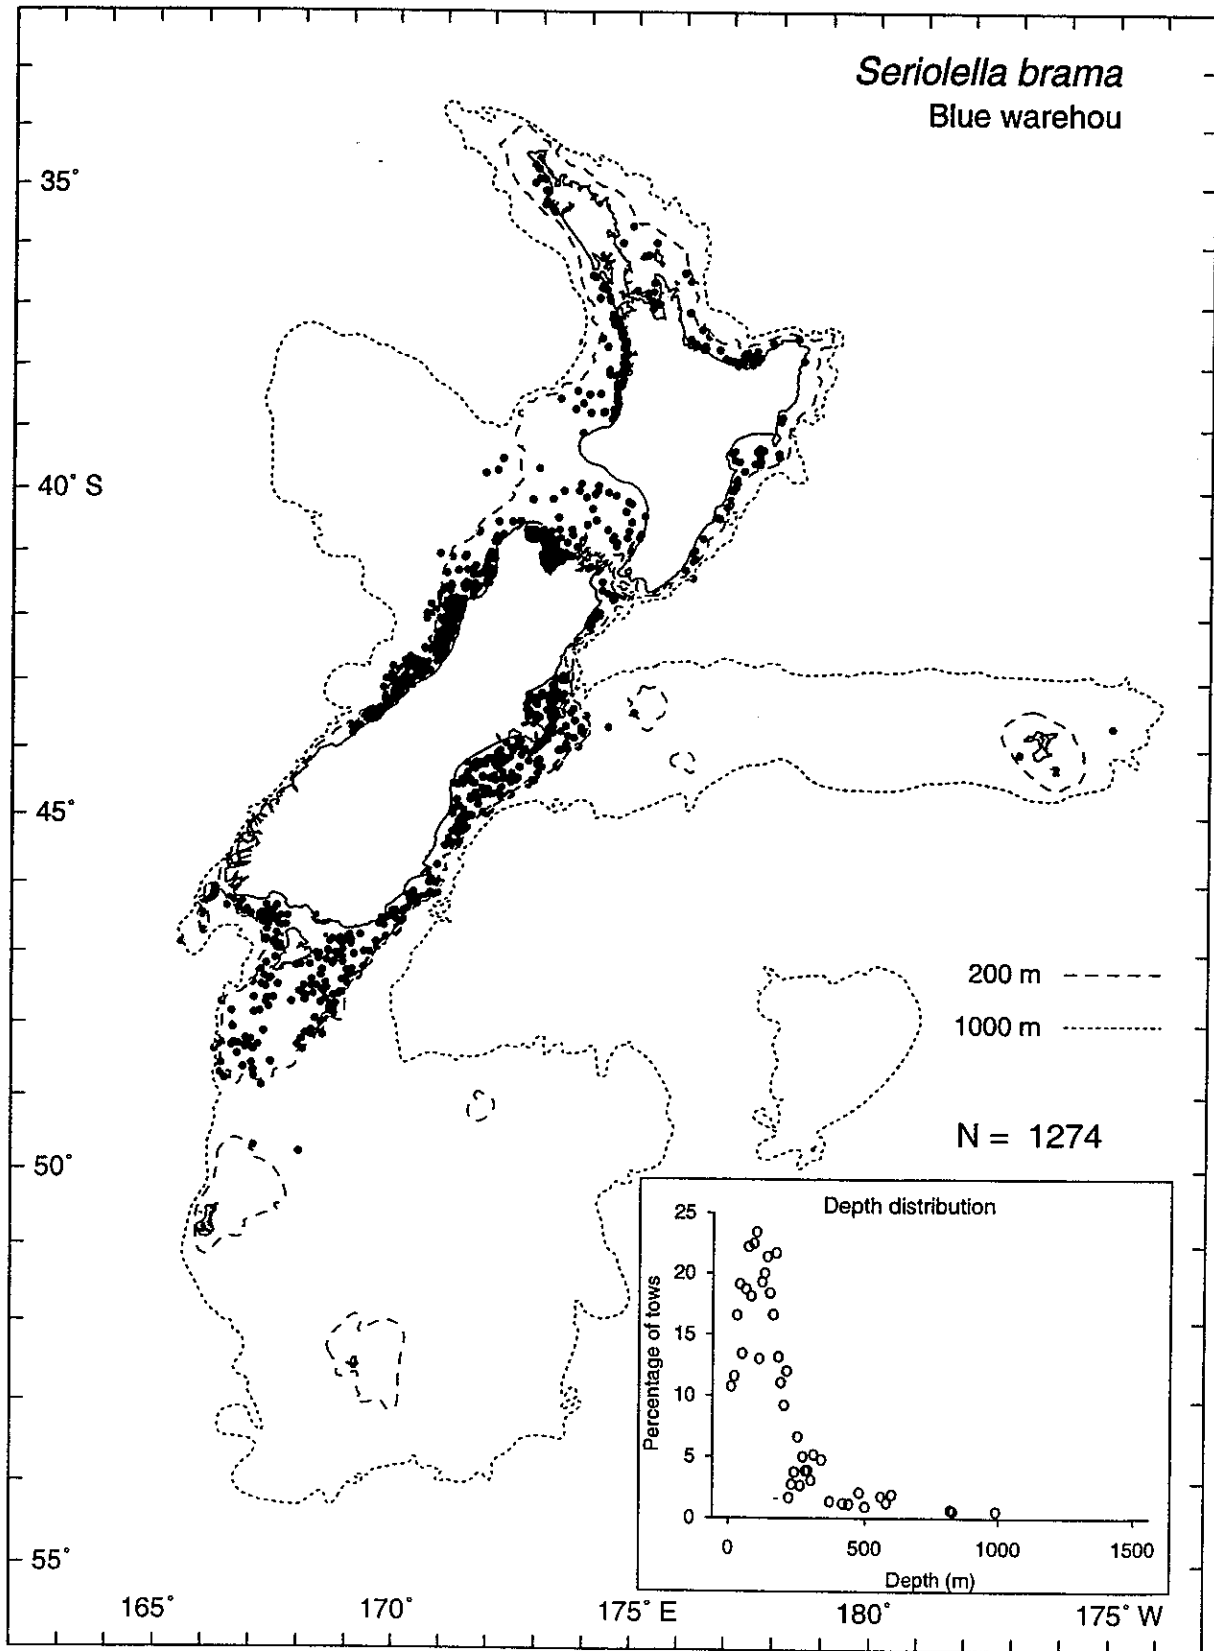 Seriolella brama
Blue warehou
35°
40° S
45°
50°
55°
200 m
1000 m
N = 1274
Depth distribution
25
20
15
10
5
0
Percentage of tows
0 500 1000 1500
Depth (m)
165° 170° 175° E 180° 175° W